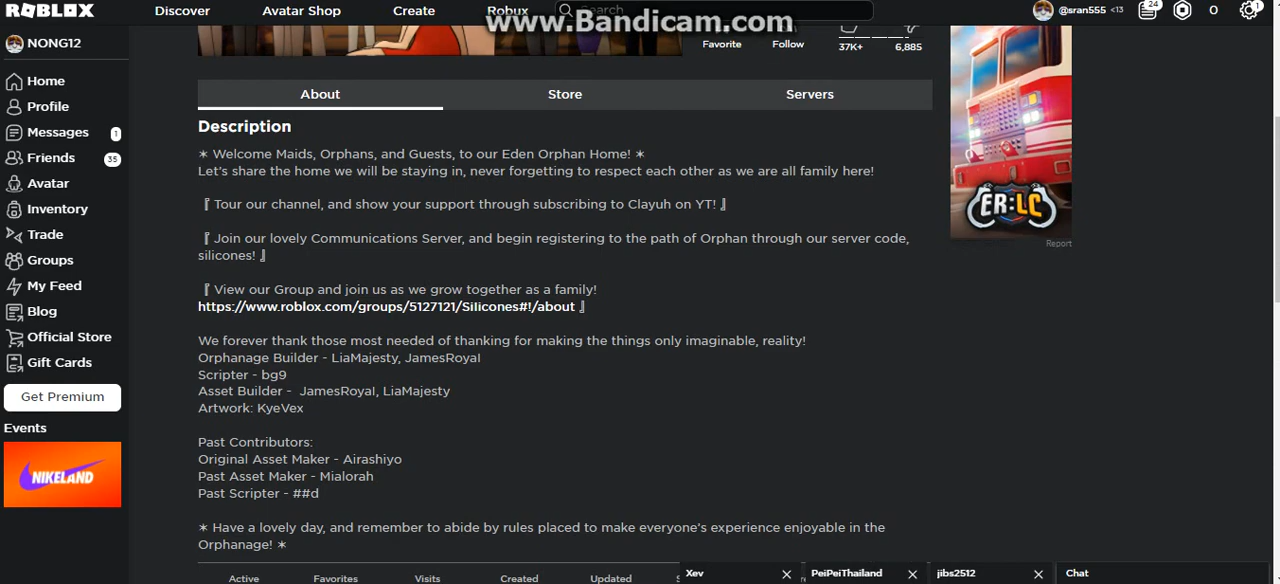 ROBLOX Discover Avatar Shop Create Robux Search @sran555 <13 24 0 1
www.Bandicam.com
NONG12
Home
Profile
Messages 1
Friends 35
Avatar
Inventory
Trade
Groups
My Feed
Blog
Official Store
Gift Cards
Get Premium
Events
NIKELAND
Favorite Follow 37K+ 6,885
About Store Servers
Description
✶ Welcome Maids, Orphans, and Guests, to our Eden Orphan Home! ✶
Let's share the home we will be staying in, never forgetting to respect each other as we are all family here!
『 Tour our channel, and show your support through subscribing to Clayuh on YT! 』
『 Join our lovely Communications Server, and begin registering to the path of Orphan through our server code,
silicones! 』
『 View our Group and join us as we grow together as a family!
https://www.roblox.com/groups/5127121/Silicones#!/about 』
We forever thank those most needed of thanking for making the things only imaginable, reality!
Orphanage Builder - LiaMajesty, JamesRoyal
Scripter - bg9
Asset Builder - JamesRoyal, LiaMajesty
Artwork: KyeVex
Past Contributors:
Original Asset Maker - Airashiyo
Past Asset Maker - Mialorah
Past Scripter - ##d
✶ Have a lovely day, and remember to abide by rules placed to make everyone's experience enjoyable in the
Orphanage! ✶
Active Favorites Visits Created Updated
ER:LC
Report
Xev PeiPeiThailand jibs2512 Chat